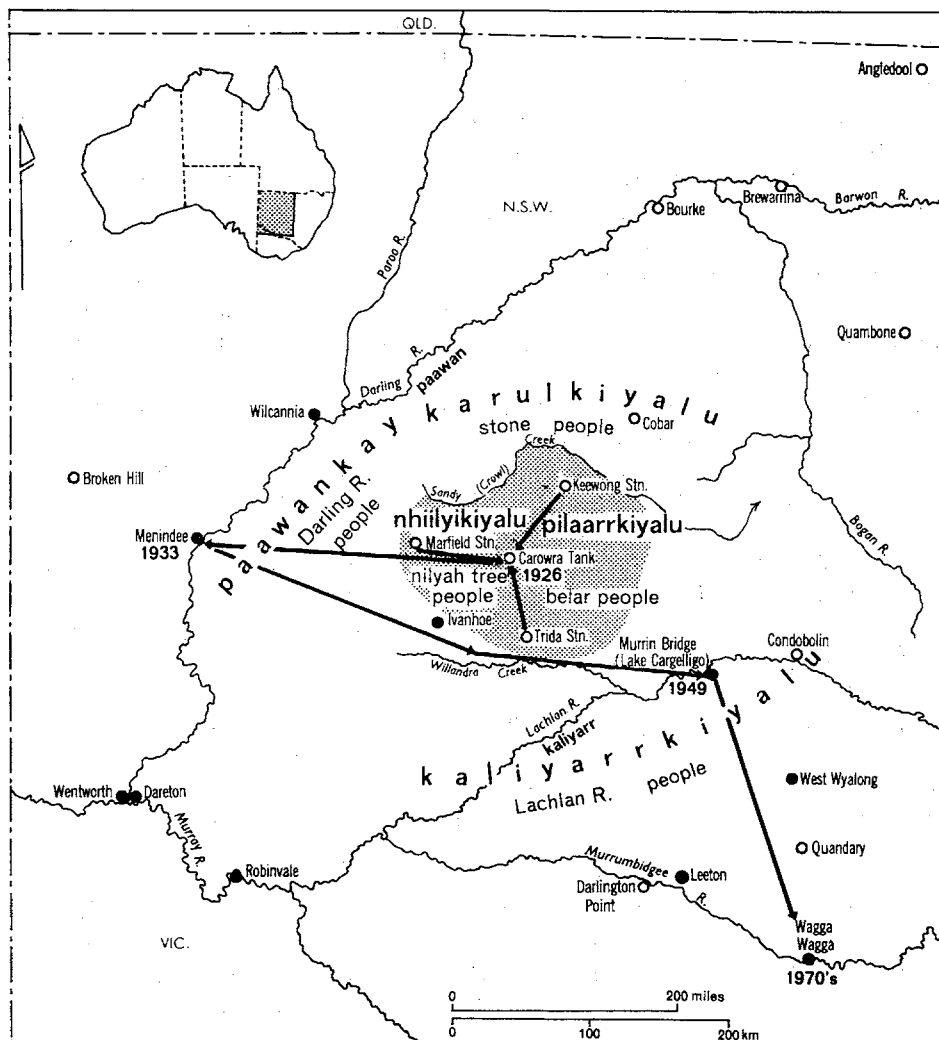 QLD.
Angledool
Brewarrina
Barwon R.
Bourke
N.S.W.
Paroo R.
Quambone
Darling R.
paawan
Wilcannia
paawankay karulkiyalu
stone people
Cobar
Darling R.
people
Broken Hill
Sandy (Crowl) Creek
Keewong Stn.
nhiilyikiyalu
pilaarrkiyalu
Bogan R.
Menindee
1933
Marfield Stn.
Carowra Tank
1926
nilyah tree
people
belar people
Ivanhoe
Trida Stn.
Murrin Bridge
(Lake Cargelligo)
1949
Condobolin
Willandra Creek
Lachlan R.
kaliyarr
kaliyarrkiyalu
Lachlan R. people
West Wyalong
Wentworth
Dareton
Murray R.
Quandary
Robinvale
Murrumbidgee R.
Leeton
Darlington
Point
VIC.
Wagga
Wagga
1970's
0 200 miles
0 100 200 km